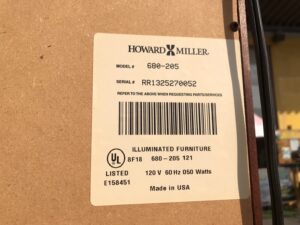 HOWARD MILLER.
MODEL # 680-205
SERIAL # RR1325270052
REFER TO THE ABOVE WHEN REQUESTING PARTS/SERVICES
UL
ILLUMINATED FURNITURE
8F18 680-205 121
LISTED 120 V 60 Hz 050 Watts
E158451
Made in USA